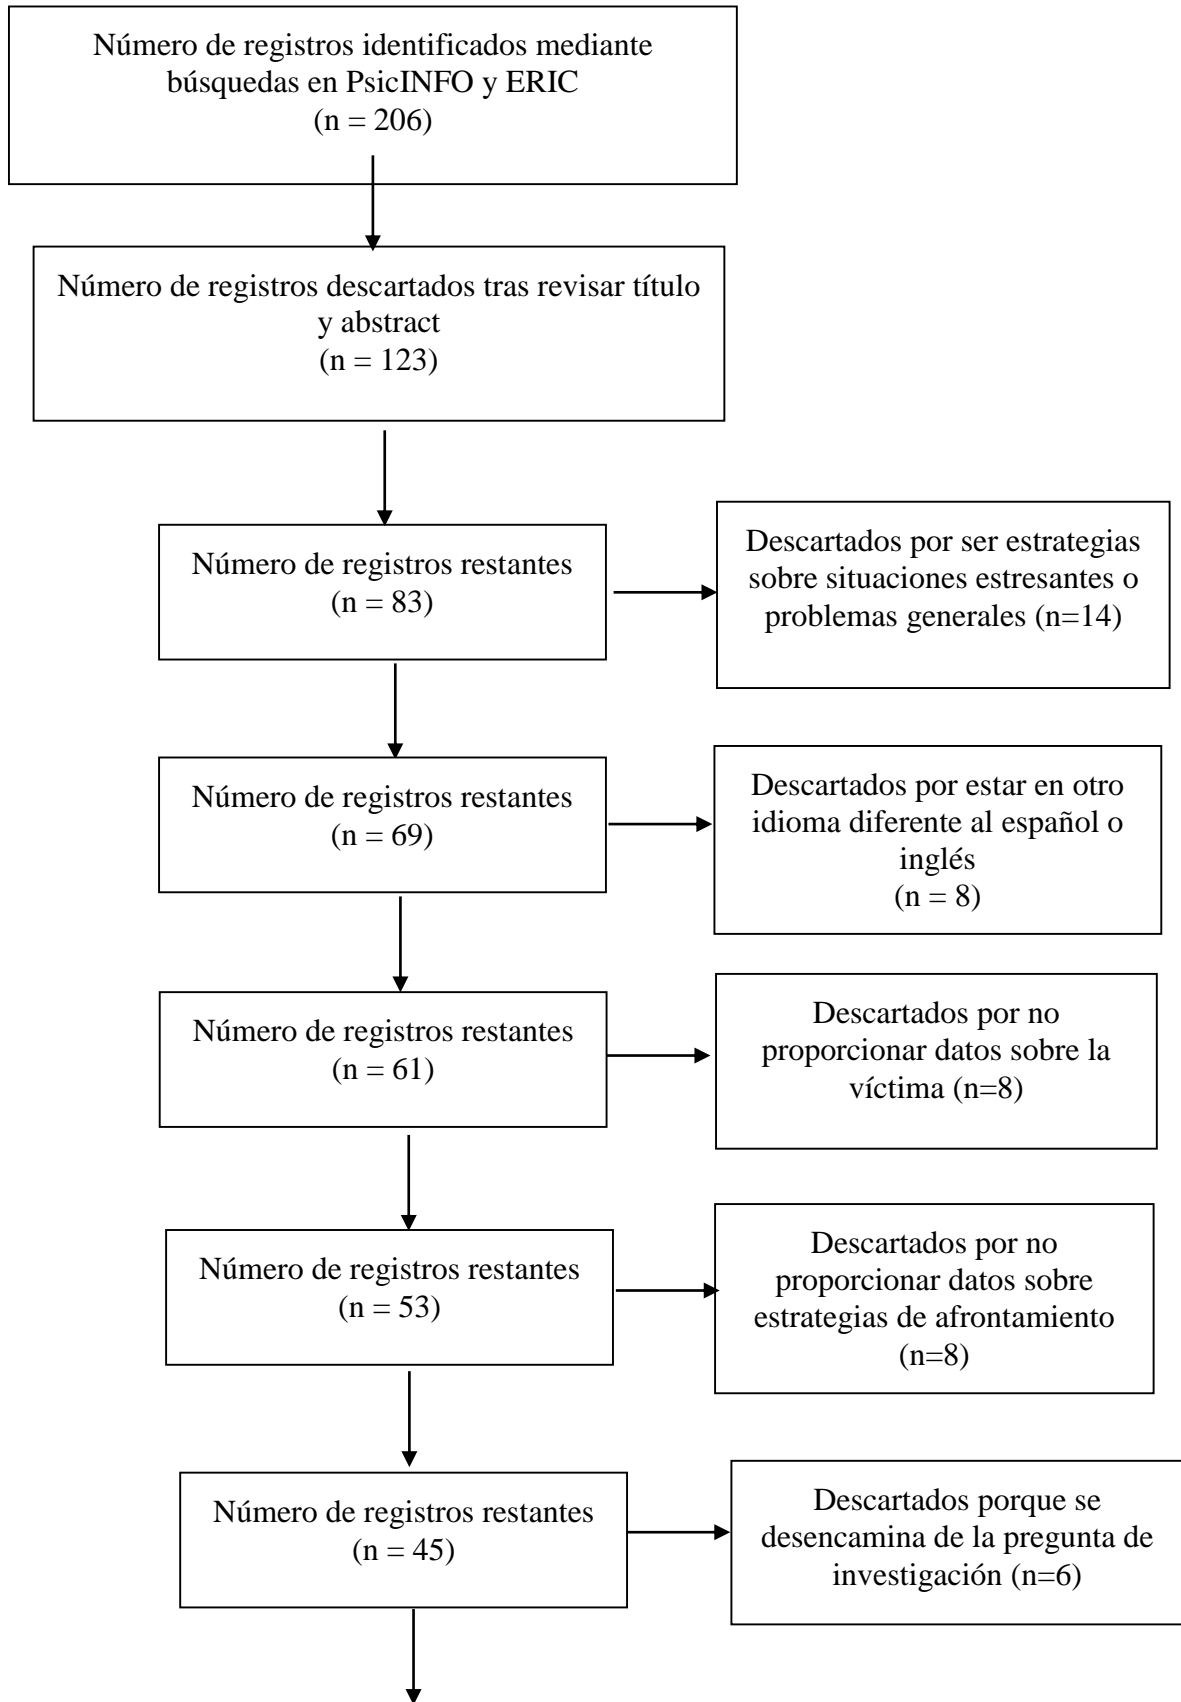 Número de registros identificados mediante
búsquedas en PsicINFO y ERIC
(n = 206)
Número de registros descartados tras revisar título
y abstract
(n = 123)
Número de registros restantes
(n = 83)
Descartados por ser estrategias
sobre situaciones estresantes o
problemas generales (n=14)
Número de registros restantes
(n = 69)
Descartados por estar en otro
idioma diferente al español o
inglés
(n = 8)
Número de registros restantes
(n = 61)
Descartados por no
proporcionar datos sobre la
víctima (n=8)
Número de registros restantes
(n = 53)
Descartados por no
proporcionar datos sobre
estrategias de afrontamiento
(n=8)
Número de registros restantes
(n = 45)
Descartados porque se
desencamina de la pregunta de
investigación (n=6)